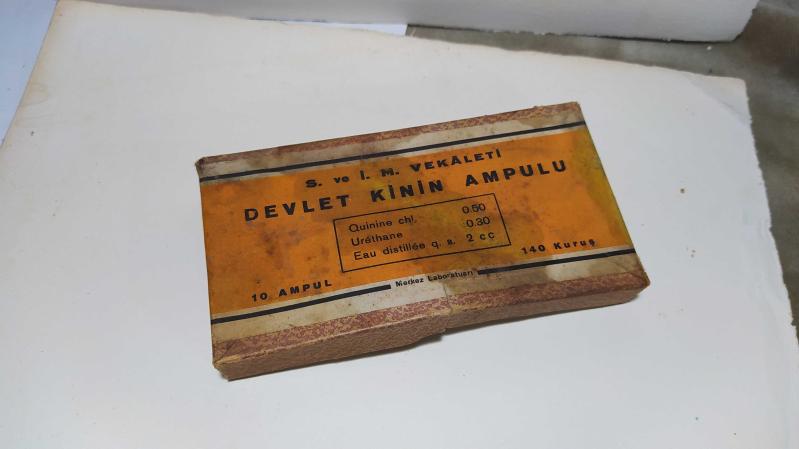 S. ve İ. M. VEKÂLETİ
DEVLET KİNİN AMPULU
Quinine chl. 0.50
Uréthane 0.30
Eau distillée q. s. 2 cc
10 AMPUL
140 Kuruş
Merkez Laboratuarı